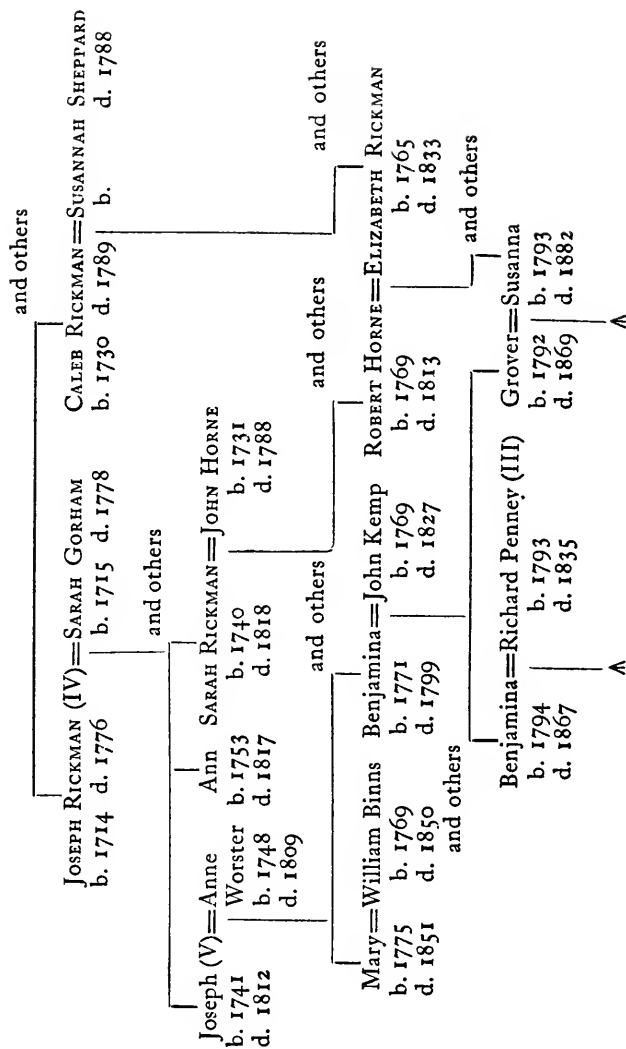 and others
JOSEPH RICKMAN (IV)=SARAH GORHAM
b. 1714 d. 1776 b. 1715 d. 1778
CALEB RICKMAN=SUSANNAH SHEPPARD
b. 1730 d. 1789 b. d. 1788
and others
and others
Joseph (V)=Anne Worster
b. 1741 b. 1748
d. 1812 d. 1809
Ann
b. 1753
d. 1817
SARAH RICKMAN=JOHN HORNE
b. 1740 b. 1731
d. 1818 d. 1788
and others
and others
Mary=William Binns
b. 1775 b. 1769
d. 1851 d. 1850
Benjamina=John Kemp
b. 1771 b. 1769
d. 1799 d. 1827
ROBERT HORNE=ELIZABETH RICKMAN
b. 1769 b. 1765
d. 1813 d. 1833
and others
and others
Benjamina=Richard Penney (III)
b. 1794 b. 1793
d. 1867 d. 1835
Grover=Susanna
b. 1792 b. 1793
d. 1869 d. 1882